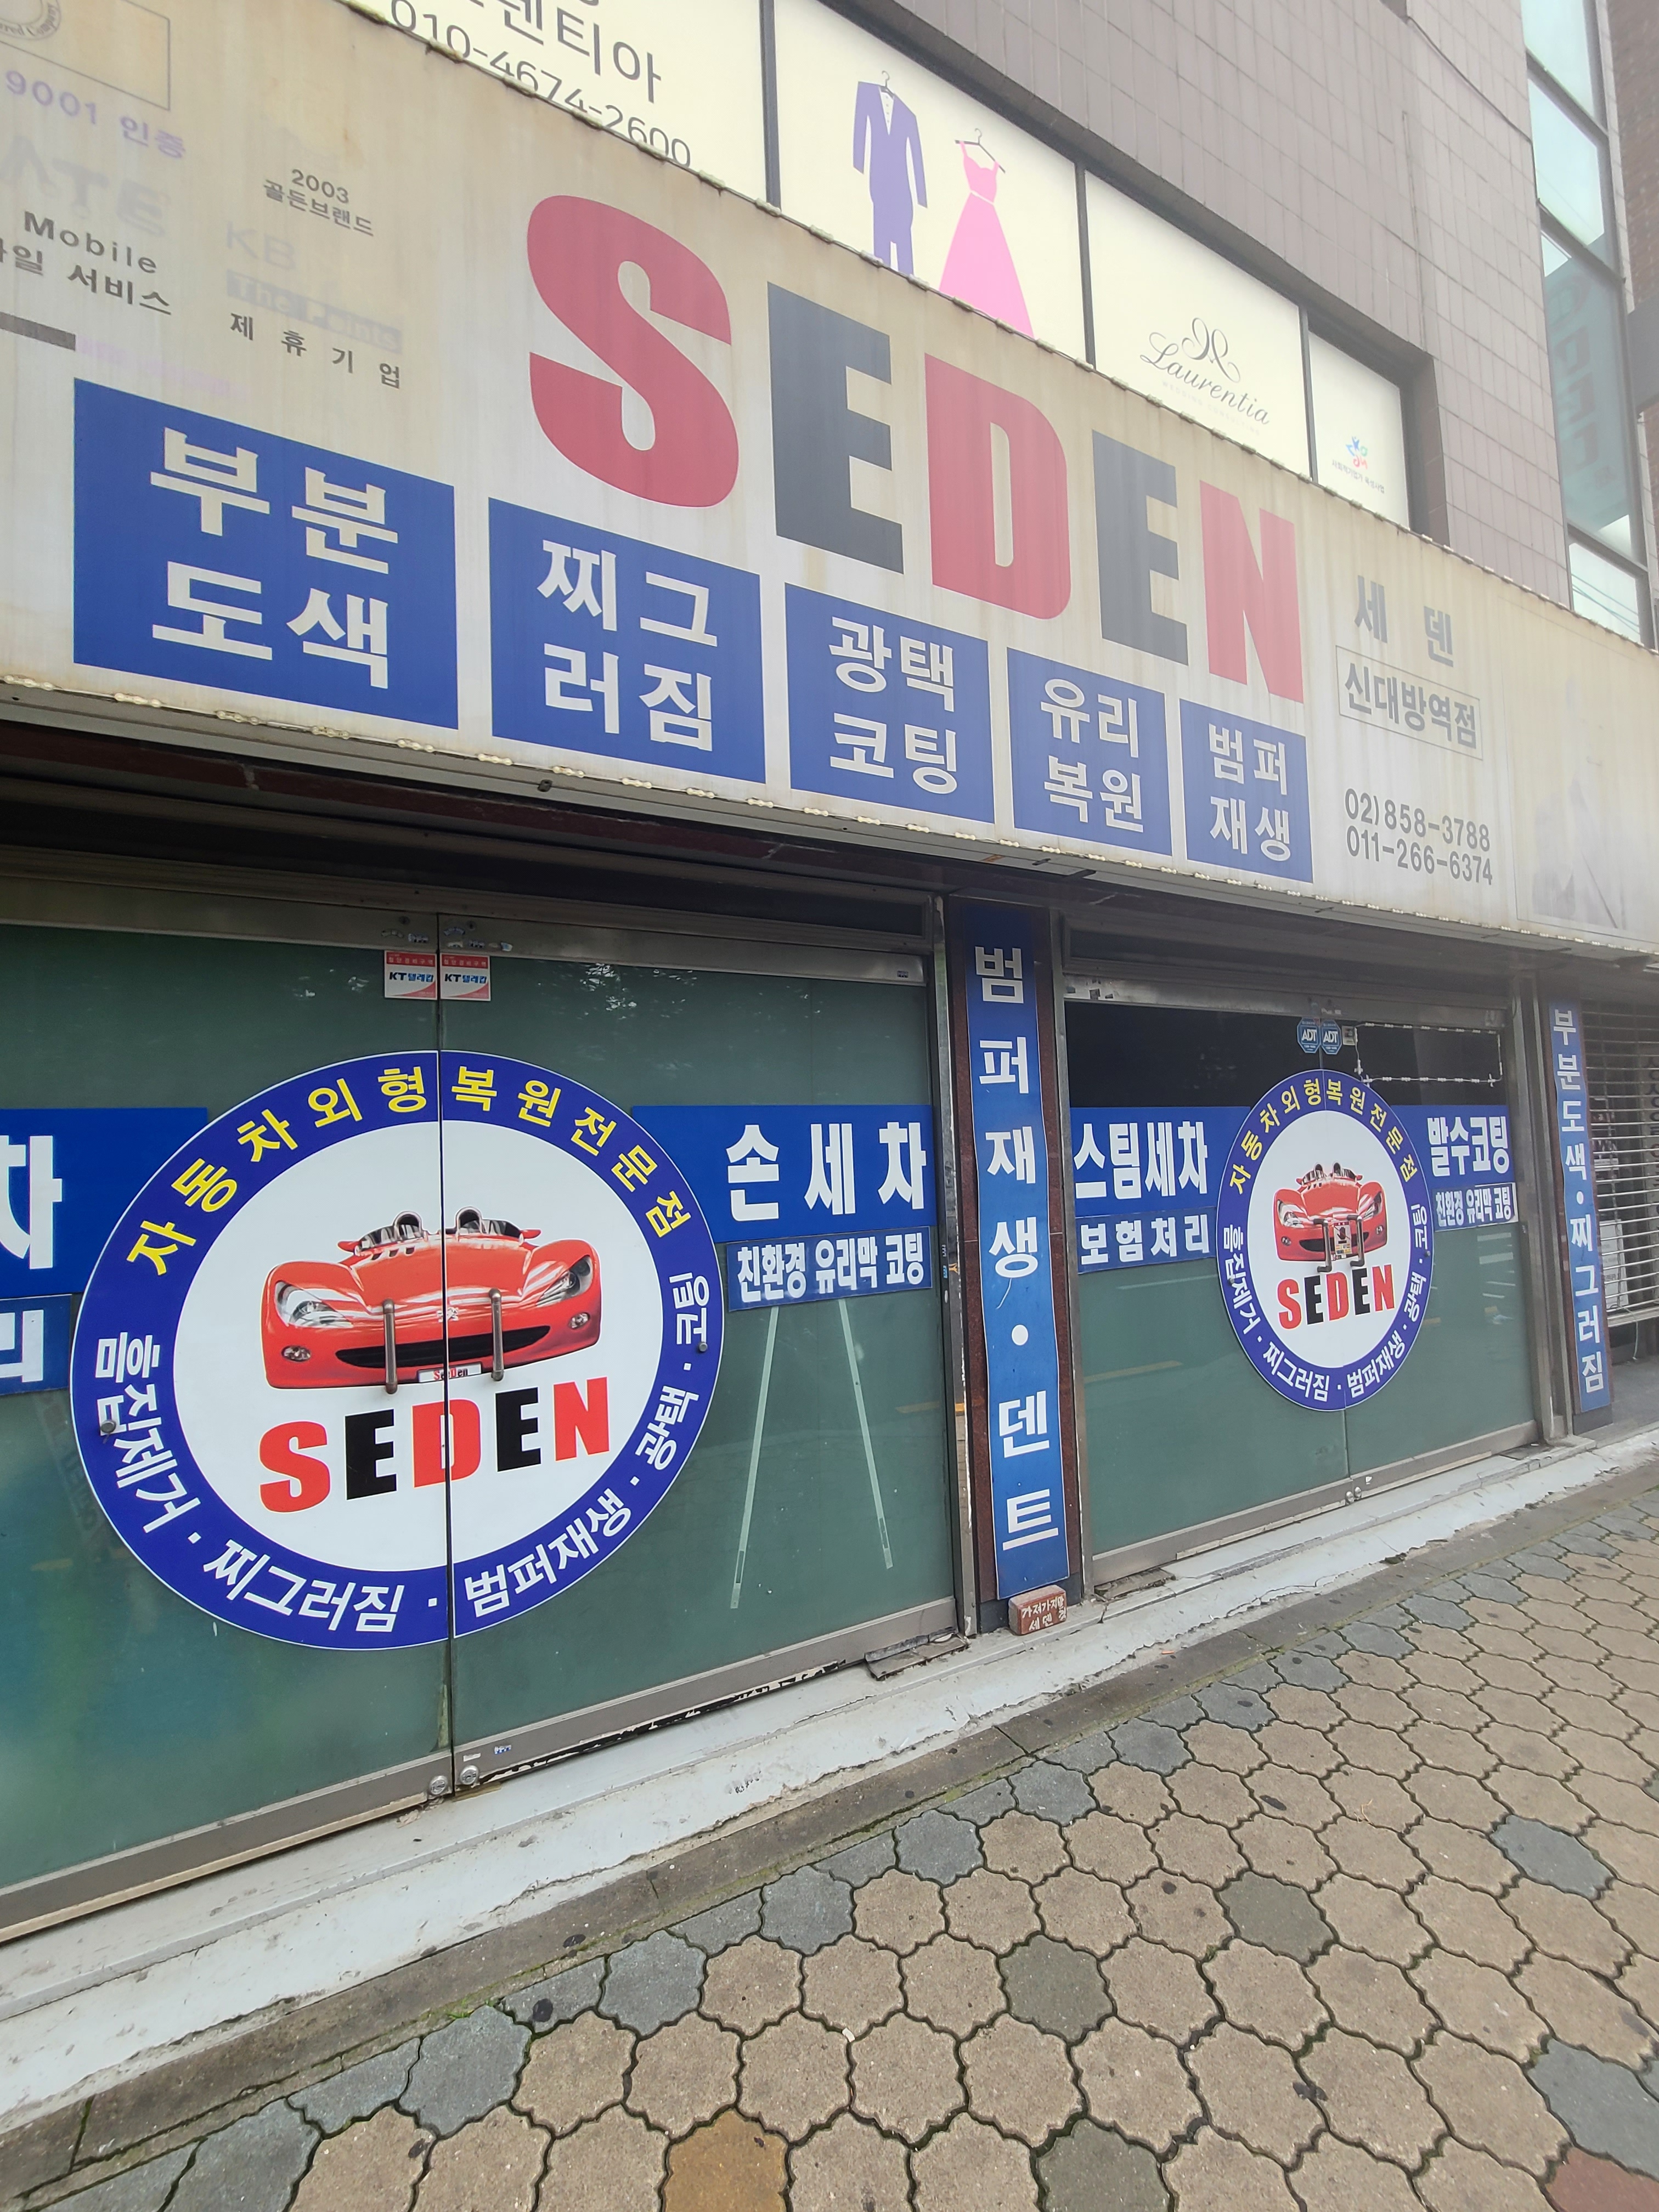 덴티아
010-4674-2600
Laurentia
9001 인증
Mobile
일 서비스
2003
골든브랜드
KB
제휴기업
SEDEN
부분
도색
찌그
러짐
광택
코팅
유리
복원
범퍼
재생
세덴
신대방역점
02)858-3788
011-266-6374
KT텔레캅
KT텔레캅
ADT
ADT
차
리
자동차외형복원전문점
SEDEN
흠집제거·찌그러짐·범퍼재생·광택·코팅
손세차
친환경 유리막 코팅
범퍼재생·덴트
스팀세차
보험처리
자동차외형복원전문점
SEDEN
흠집제거·찌그러짐·범퍼재생·광택·코팅
발수코팅
친환경 유리막 코팅
부분도색·찌그러짐